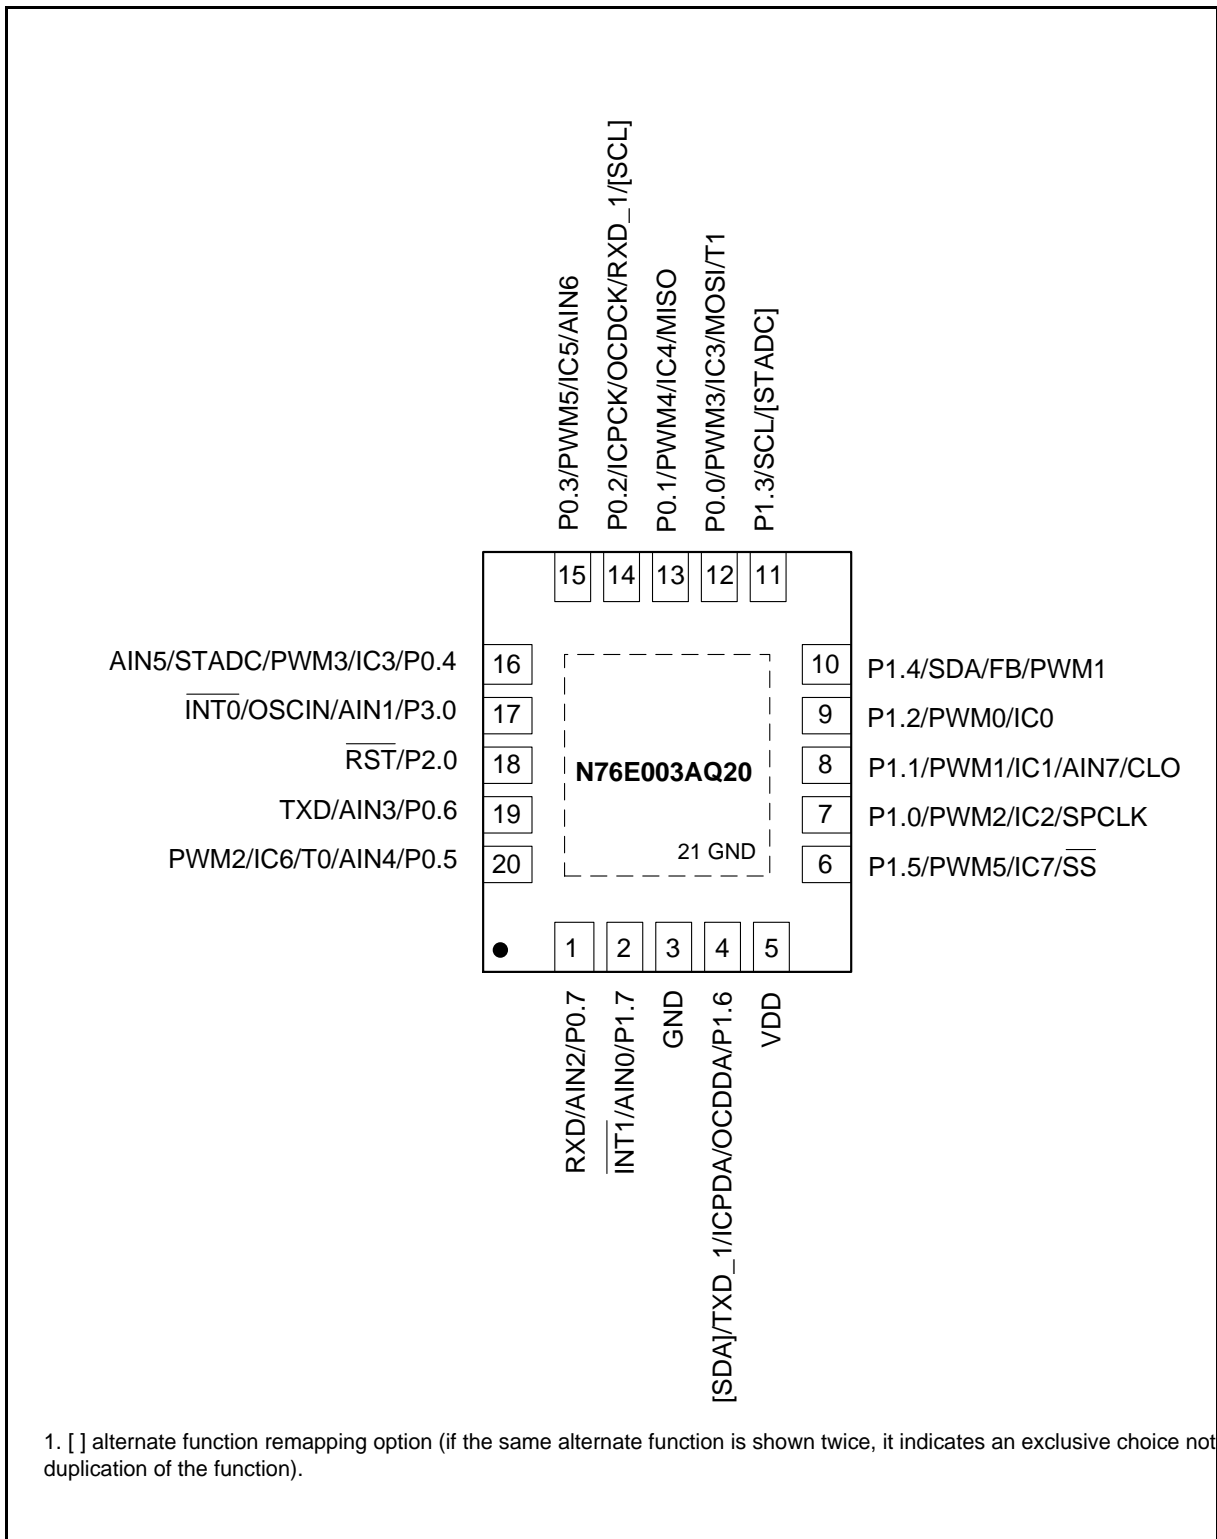 P0.3/PWM5/IC5/AIN6
P0.2/ICPCK/OCDCK/RXD_1/[SCL]
P0.1/PWM4/IC4/MISO
P0.0/PWM3/IC3/MOSI/T1
P1.3/SCL/[STADC]
15 14 13 12 11
AIN5/STADC/PWM3/IC3/P0.4 16
10 P1.4/SDA/FB/PWM1
INT0/OSCIN/AIN1/P3.0 17
9 P1.2/PWM0/IC0
RST/P2.0 18
N76E003AQ20
8 P1.1/PWM1/IC1/AIN7/CLO
TXD/AIN3/P0.6 19
7 P1.0/PWM2/IC2/SPCLK
PWM2/IC6/T0/AIN4/P0.5 20
21 GND
6 P1.5/PWM5/IC7/SS
1 2 3 4 5
RXD/AIN2/P0.7
INT1/AIN0/P1.7
GND
[SDA]/TXD_1/ICPDA/OCDDA/P1.6
VDD
1. [ ] alternate function remapping option (if the same alternate function is shown twice, it indicates an exclusive choice not
duplication of the function).